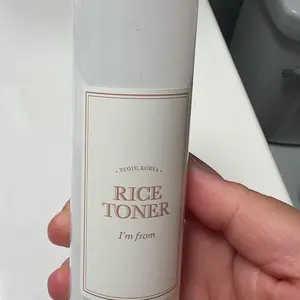 · YEOJU, KOREA ·
RICE
TONER
I'm from